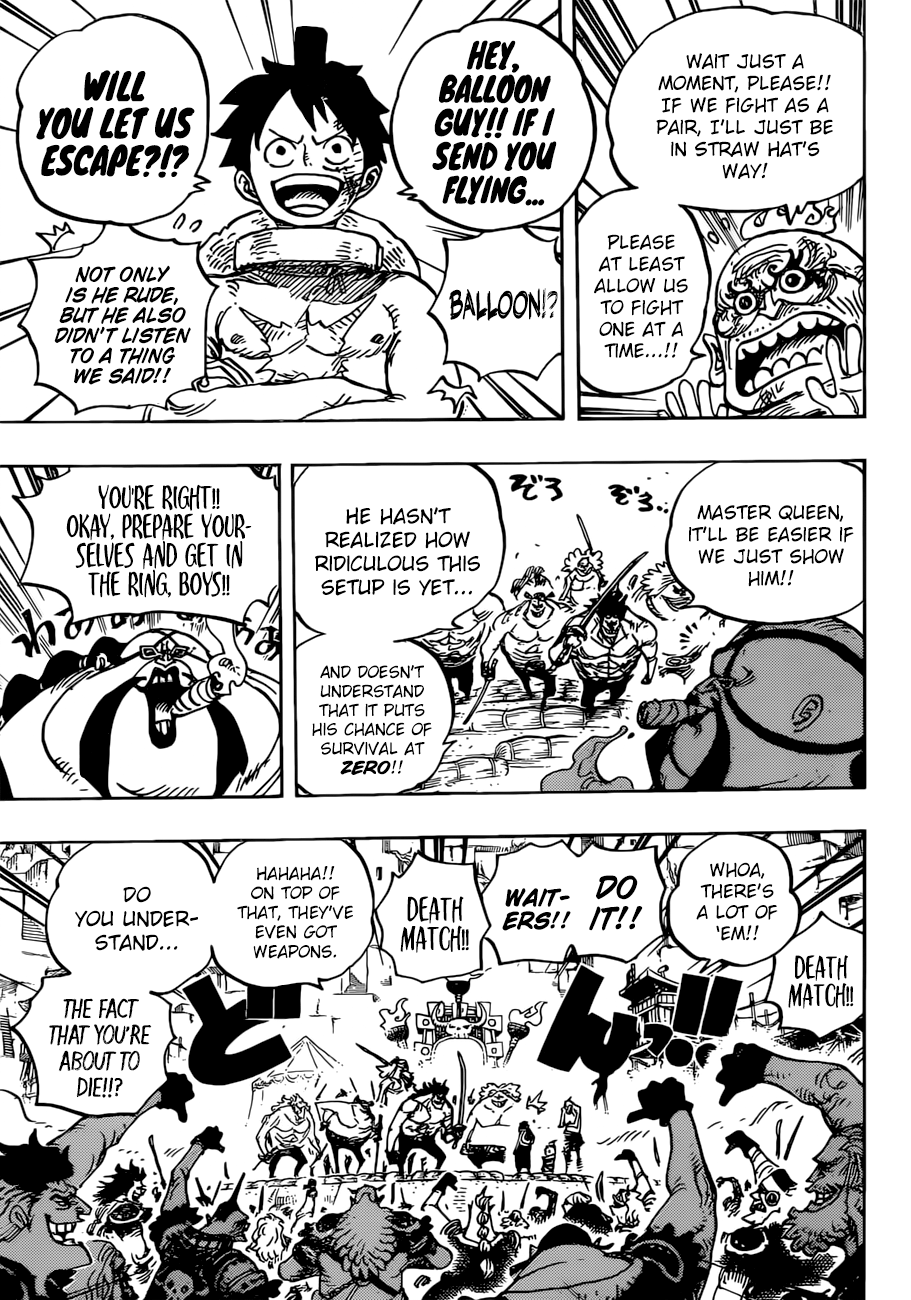 WAIT JUST A
MOMENT, PLEASE!!
IF WE FIGHT AS A
PAIR, I'LL JUST BE
IN STRAW HAT'S
WAY!
PLEASE
AT LEAST
ALLOW US
TO FIGHT
ONE AT A
TIME...!!
HEY,
BALLOON
GUY!! IF I
SEND YOU
FLYING...
WILL
YOU LET US
ESCAPE?!?
BALLOON!?
NOT ONLY
IS HE RUDE,
BUT HE ALSO
DIDN'T LISTEN
TO A THING
WE SAID!!
MASTER QUEEN,
IT'LL BE EASIER IF
WE JUST SHOW
HIM!!
ぞろ
ぞろ..
HE HASN'T
REALIZED HOW
RIDICULOUS THIS
SETUP IS YET...
AND DOESN'T
UNDERSTAND
THAT IT PUTS
HIS CHANCE OF
SURVIVAL AT
ZERO!!
YOU'RE RIGHT!!
OKAY, PREPARE YOUR-
SELVES AND GET IN
THE RING, BOYS!!
WHOA,
THERE'S
A LOT OF
'EM!!
DEATH
MATCH!!
DO
IT!!
WAIT-
ERS!!
DEATH
MATCH!!
HAHAHA!!
ON TOP OF
THAT, THEY'VE
EVEN GOT
WEAPONS.
DO
YOU UNDER-
STAND...
THE FACT
THAT YOU'RE
ABOUT TO
DIE!!?
どんっ!!